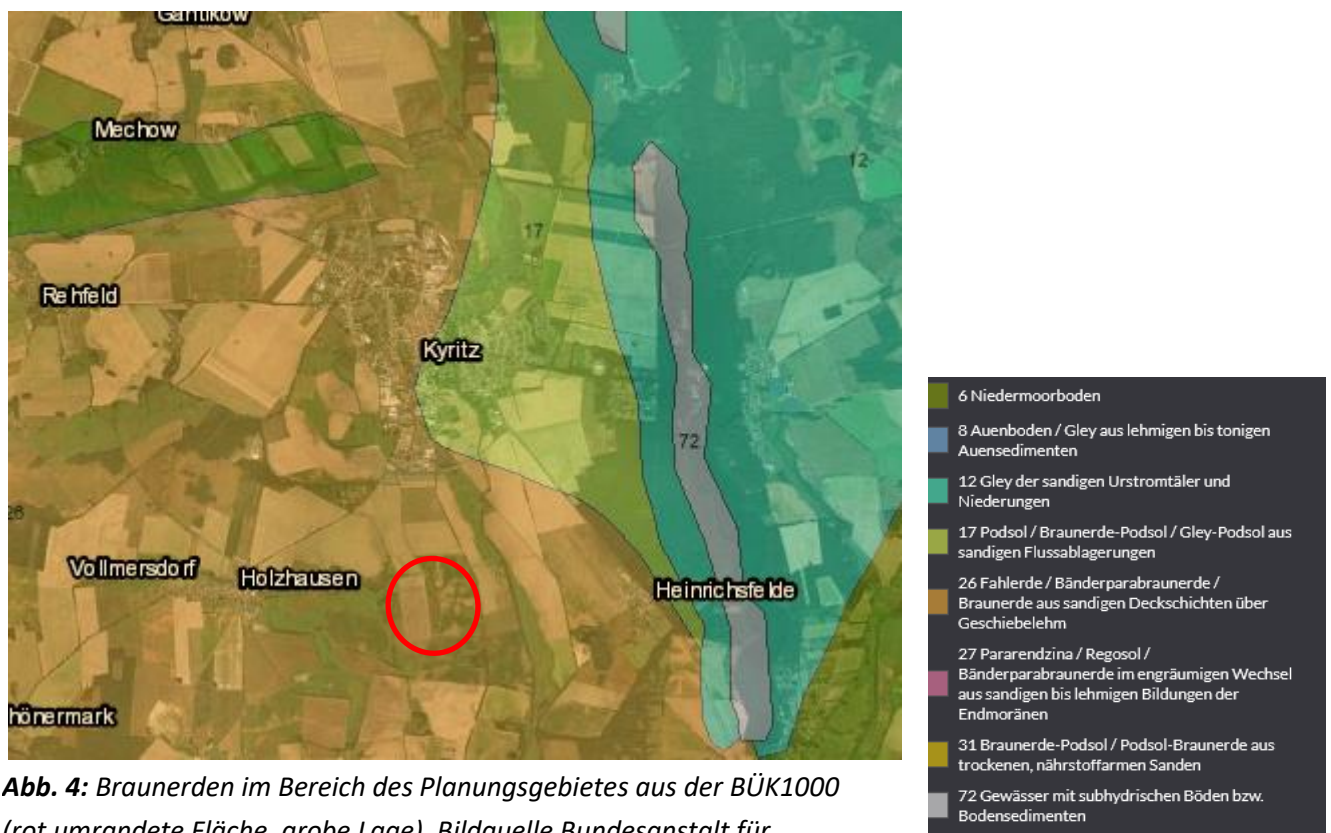 Gantikow
Mechow
12
17
Rehfeld
Kyritz
72
26
Vollmersdorf
Holzhausen
Heinrichsfelde
hönermark
Abb. 4: Braunerden im Bereich des Planungsgebietes aus der BÜK1000
(rot umrandete Fläche, grobe Lage). Bildquelle Bundesanstalt für
6 Niedermoorboden
8 Auenboden / Gley aus lehmigen bis tonigen
Auensedimenten
12 Gley der sandigen Urstromtäler und
Niederungen
17 Podsol / Braunerde-Podsol / Gley-Podsol aus
sandigen Flussablagerungen
26 Fahlerde / Bänderparabraunerde /
Braunerde aus sandigen Deckschichten über
Geschiebelehm
27 Pararendzina / Regosol /
Bänderparabraunerde im engräumigen Wechsel
aus sandigen bis lehmigen Bildungen der
Endmoränen
31 Braunerde-Podsol / Podsol-Braunerde aus
trockenen, nährstoffarmen Sanden
72 Gewässer mit subhydrischen Böden bzw.
Bodensedimenten